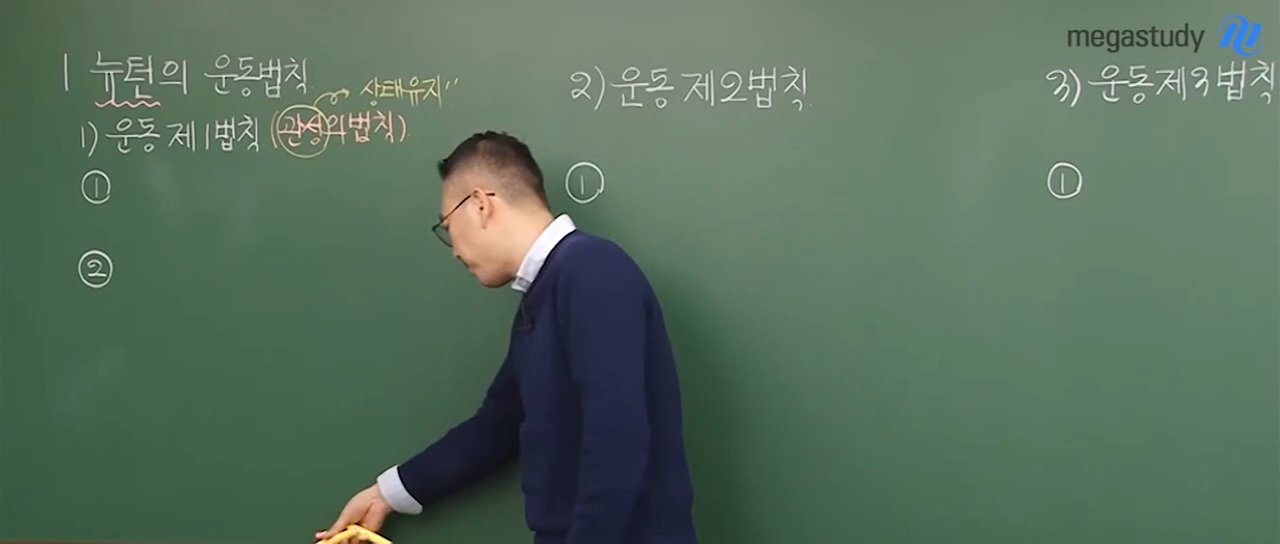 megastudy
1 뉴턴의 운동법칙
상태유지"
1) 운동 제1법칙 (관성의 법칙).
①
②
2) 운동 제2법칙
①
3) 운동 제3법칙
①